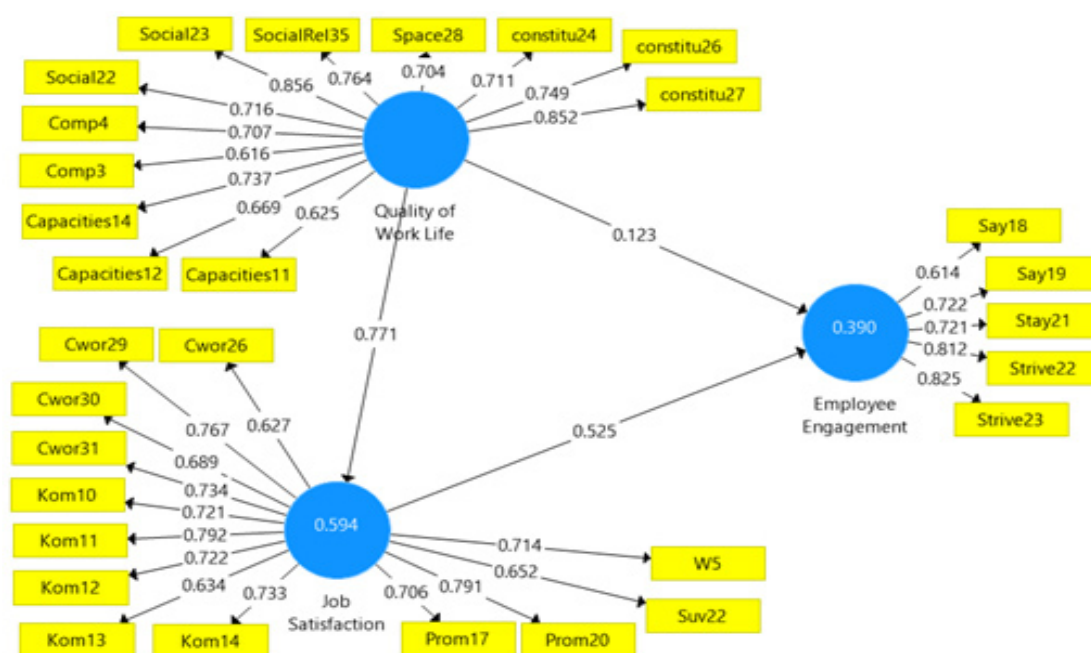 Social23
SocialRel35
Space28
constitu24
constitu26
constitu27
Social22
Comp4
Comp3
Capacities14
Capacities12
Capacities11
0.856
0.764
0.704
0.711
0.749
0.852
0.716
0.707
0.616
0.737
0.669
0.625
Quality of
Work Life
0.123
0.771
0.525
Say18
Say19
Stay21
Strive22
Strive23
0.614
0.722
0.721
0.812
0.825
0.390
Employee
Engagement
Cwor29
Cwor26
Cwor30
Cwor31
Kom10
Kom11
Kom12
Kom13
Kom14
Prom17
Prom20
Suv22
W5
0.767
0.627
0.689
0.734
0.721
0.792
0.722
0.634
0.733
0.706
0.791
0.652
0.714
0.594
Job
Satisfaction